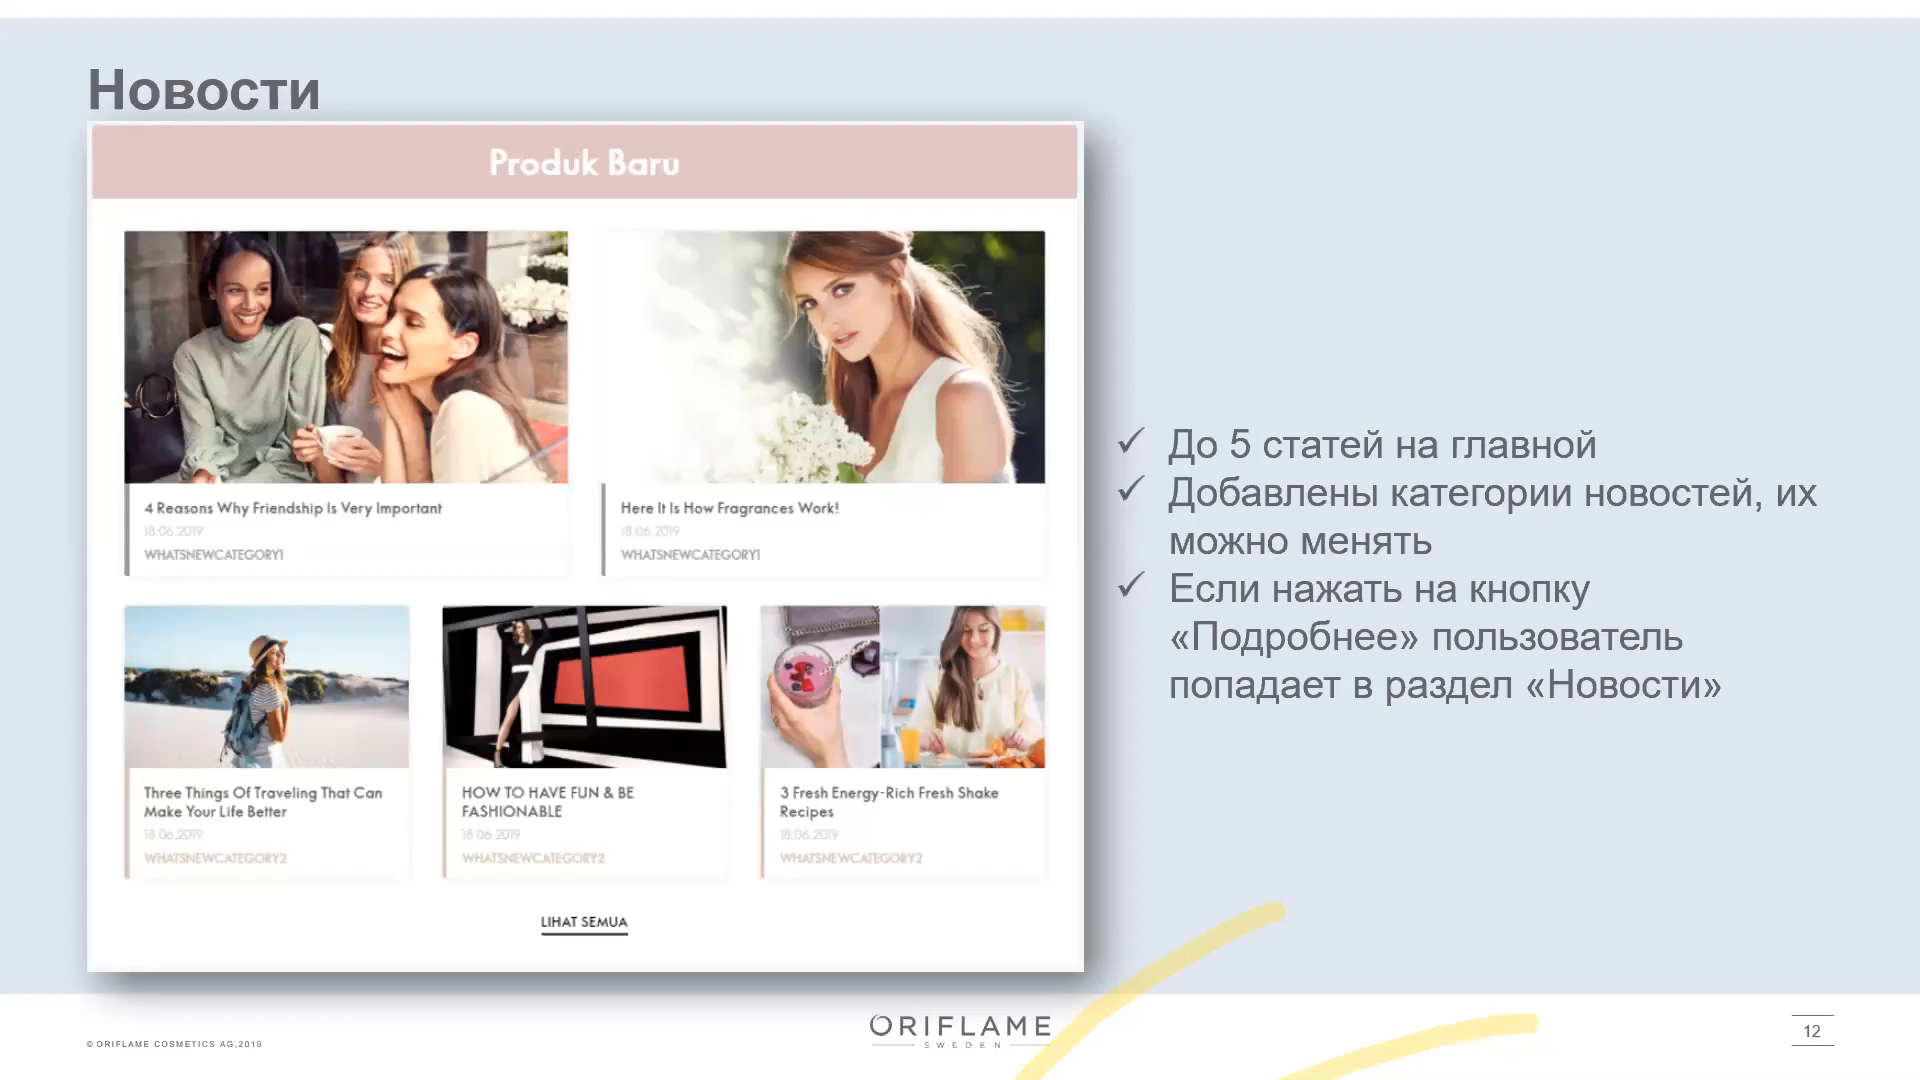 Новости
Produk Baru
4 Reasons Why Friendship Is Very Important
18.06.2019
WHATSNEWCATEGORY1
Here It Is How Fragrances Work!
18.06.2019
WHATSNEWCATEGORY1
Three Things Of Traveling That Can
Make Your Life Better
18.06.2019
WHATSNEWCATEGORY2
HOW TO HAVE FUN & BE
FASHIONABLE
18.06.2019
WHATSNEWCATEGORY2
3 Fresh Energy-Rich Fresh Shake
Recipes
18.06.2019
WHATSNEWCATEGORY2
LIHAT SEMUA
✓ До 5 статей на главной
✓ Добавлены категории новостей, их
можно менять
✓ Если нажать на кнопку
«Подробнее» пользователь
попадает в раздел «Новости»
© ORIFLAME COSMETICS AG,2019
ORIFLAME
SWEDEN
12